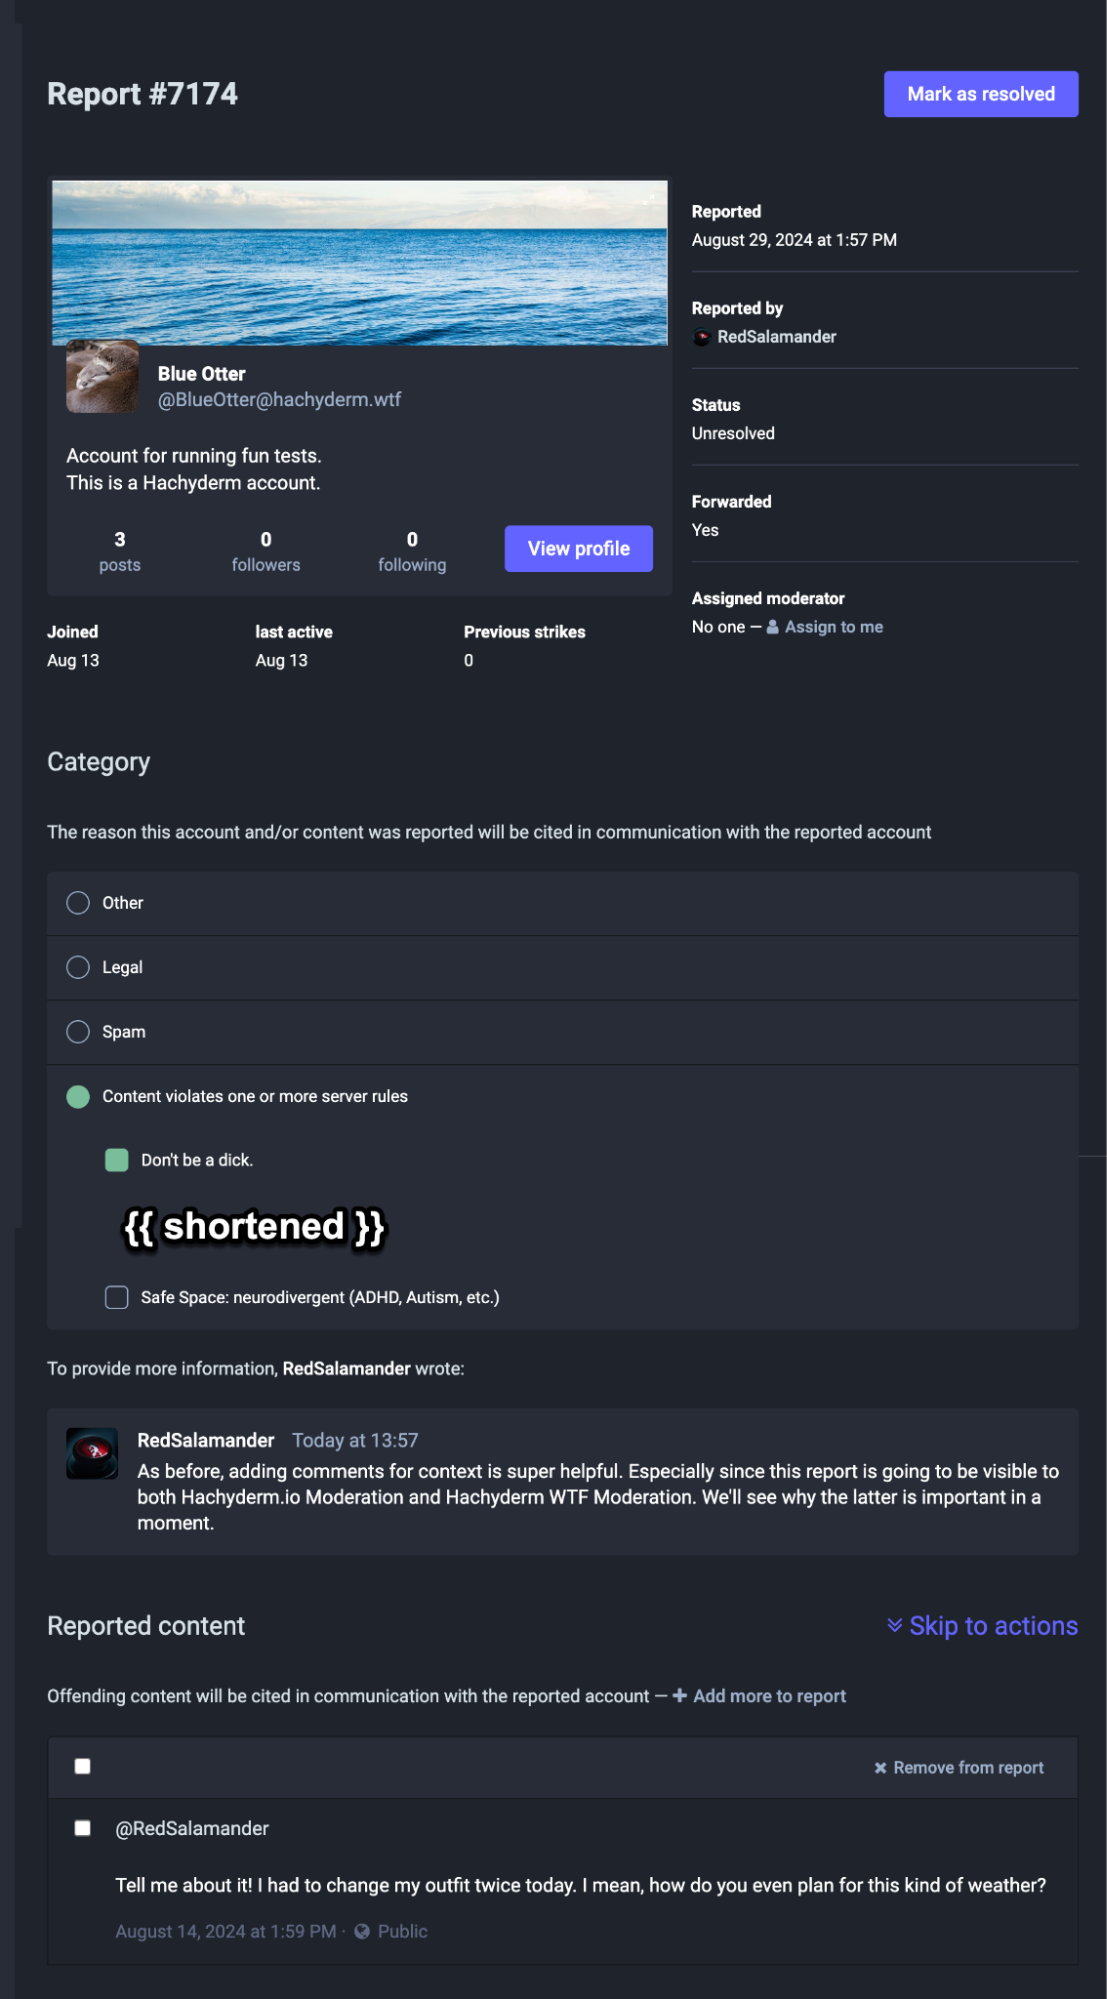 Report #7174
Mark as resolved
Reported
August 29, 2024 at 1:57 PM
Reported by
RedSalamander
Status
Unresolved
Forwarded
Yes
Assigned moderator
No one – Assign to me
Blue Otter
@BlueOtter@hachyderm.wtf
Account for running fun tests.
This is a Hachyderm account.
3 0 0
posts followers following
View profile
Joined last active Previous strikes
Aug 13 Aug 13 0
Category
The reason this account and/or content was reported will be cited in communication with the reported account
Other
Legal
Spam
Content violates one or more server rules
Don't be a dick.
{{ shortened }}
Safe Space: neurodivergent (ADHD, Autism, etc.)
To provide more information, RedSalamander wrote:
RedSalamander Today at 13:57
As before, adding comments for context is super helpful. Especially since this report is going to be visible to
both Hachyderm.io Moderation and Hachyderm WTF Moderation. We'll see why the latter is important in a
moment.
Reported content
Skip to actions
Offending content will be cited in communication with the reported account – Add more to report
Remove from report
@RedSalamander
Tell me about it! I had to change my outfit twice today. I mean, how do you even plan for this kind of weather?
August 14, 2024 at 1:59 PM · Public